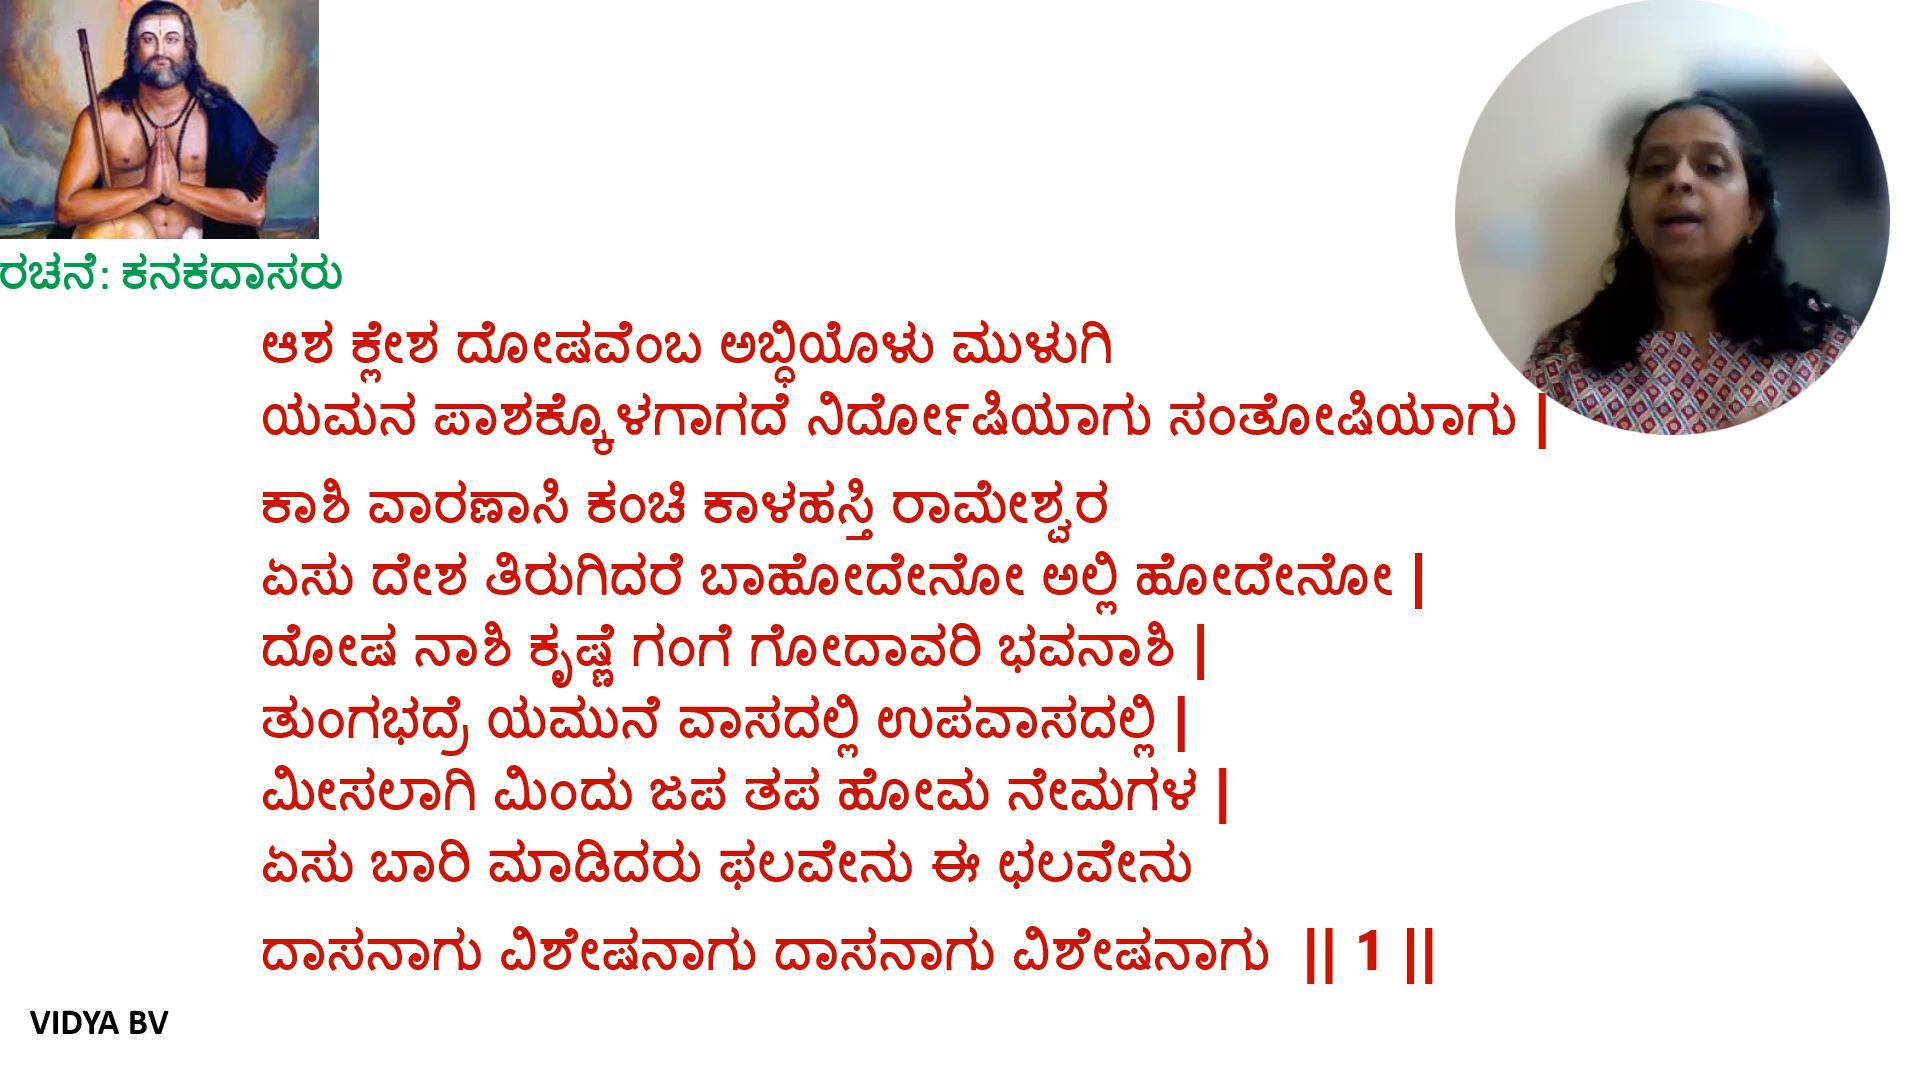 ರಚನೆ: ಕನಕದಾಸರು
ಆಶ ಕ್ಲೇಶ ದೋಷವೆಂಬ ಅಬ್ಧಿಯೊಳು ಮುಳುಗಿ
ಯಮನ ಪಾಶಕ್ಕೊಳಗಾಗದೆ ನಿರ್ದೋಷಿಯಾಗು ಸಂತೋಷಿಯಾಗು |
ಕಾಶಿ ವಾರಣಾಸಿ ಕಂಚಿ ಕಾಳಹಸ್ತಿ ರಾಮೇಶ್ವರ
ಏಸು ದೇಶ ತಿರುಗಿದರೆ ಬಾಹೋದೇನೋ ಅಲ್ಲಿ ಹೋದೇನೋ |
ದೋಷ ನಾಶಿ ಕೃಷ್ಣೆ ಗಂಗೆ ಗೋದಾವರಿ ಭವನಾಶಿ |
ತುಂಗಭದ್ರೆ ಯಮುನೆ ವಾಸದಲ್ಲಿ ಉಪವಾಸದಲ್ಲಿ |
ಮೀಸಲಾಗಿ ಮಿಂದು ಜಪ ತಪ ಹೋಮ ನೇಮಗಳ |
ಏಸು ಬಾರಿ ಮಾಡಿದರು ಫಲವೇನು ಈ ಛಲವೇನು
ದಾಸನಾಗು ವಿಶೇಷನಾಗು ದಾಸನಾಗು ವಿಶೇಷನಾಗು || 1 ||
VIDYA BV